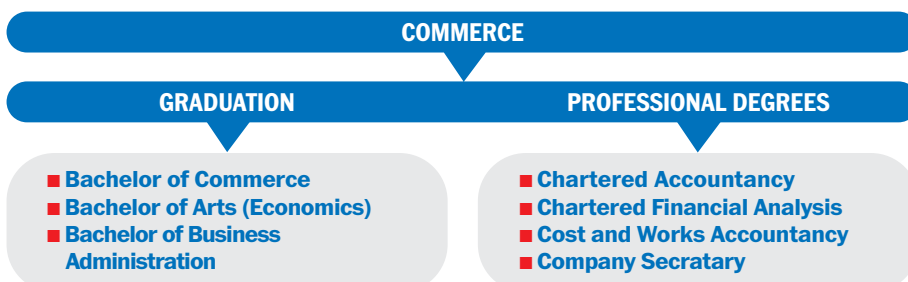 COMMERCE
GRADUATION
PROFESSIONAL DEGREES
Bachelor of Commerce
Bachelor of Arts (Economics)
Bachelor of Business
Administration
Chartered Accountancy
Chartered Financial Analysis
Cost and Works Accountancy
Company Secratary